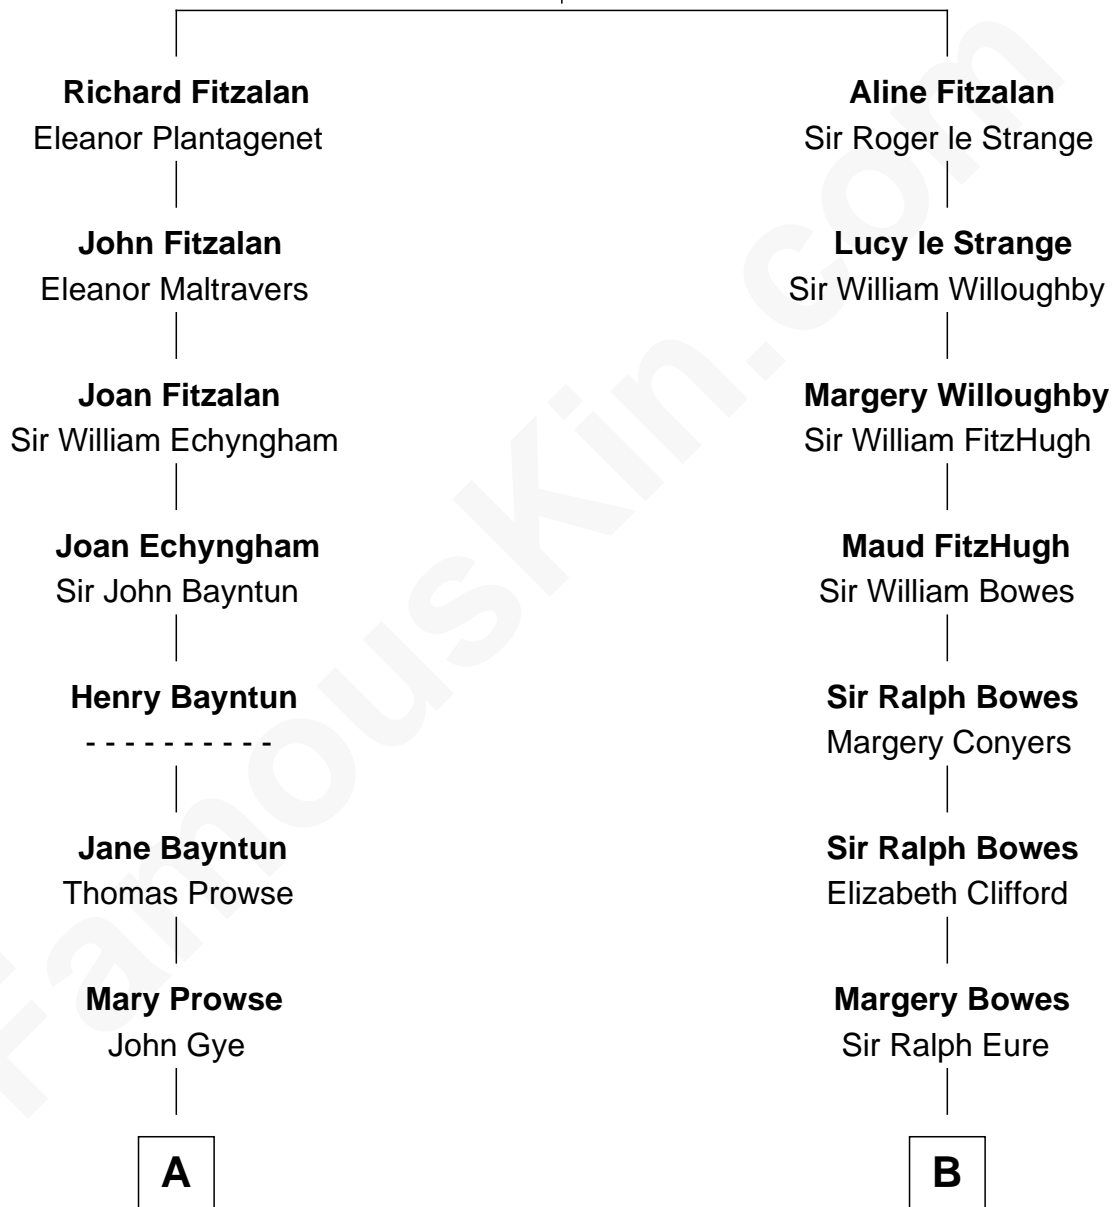 Richard Fitzalan
Eleanor Plantagenet
John Fitzalan
Eleanor Maltravers
Joan Fitzalan
Sir William Echyngham
Joan Echyngham
Sir John Bayntun
Henry Bayntun
- - - - - - - - - -
Jane Bayntun
Thomas Prowse
Mary Prowse
John Gye
A
Aline Fitzalan
Sir Roger le Strange
Lucy le Strange
Sir William Willoughby
Margery Willoughby
Sir William FitzHugh
Maud FitzHugh
Sir William Bowes
Sir Ralph Bowes
Margery Conyers
Sir Ralph Bowes
Elizabeth Clifford
Margery Bowes
Sir Ralph Eure
B
FamousKin.com